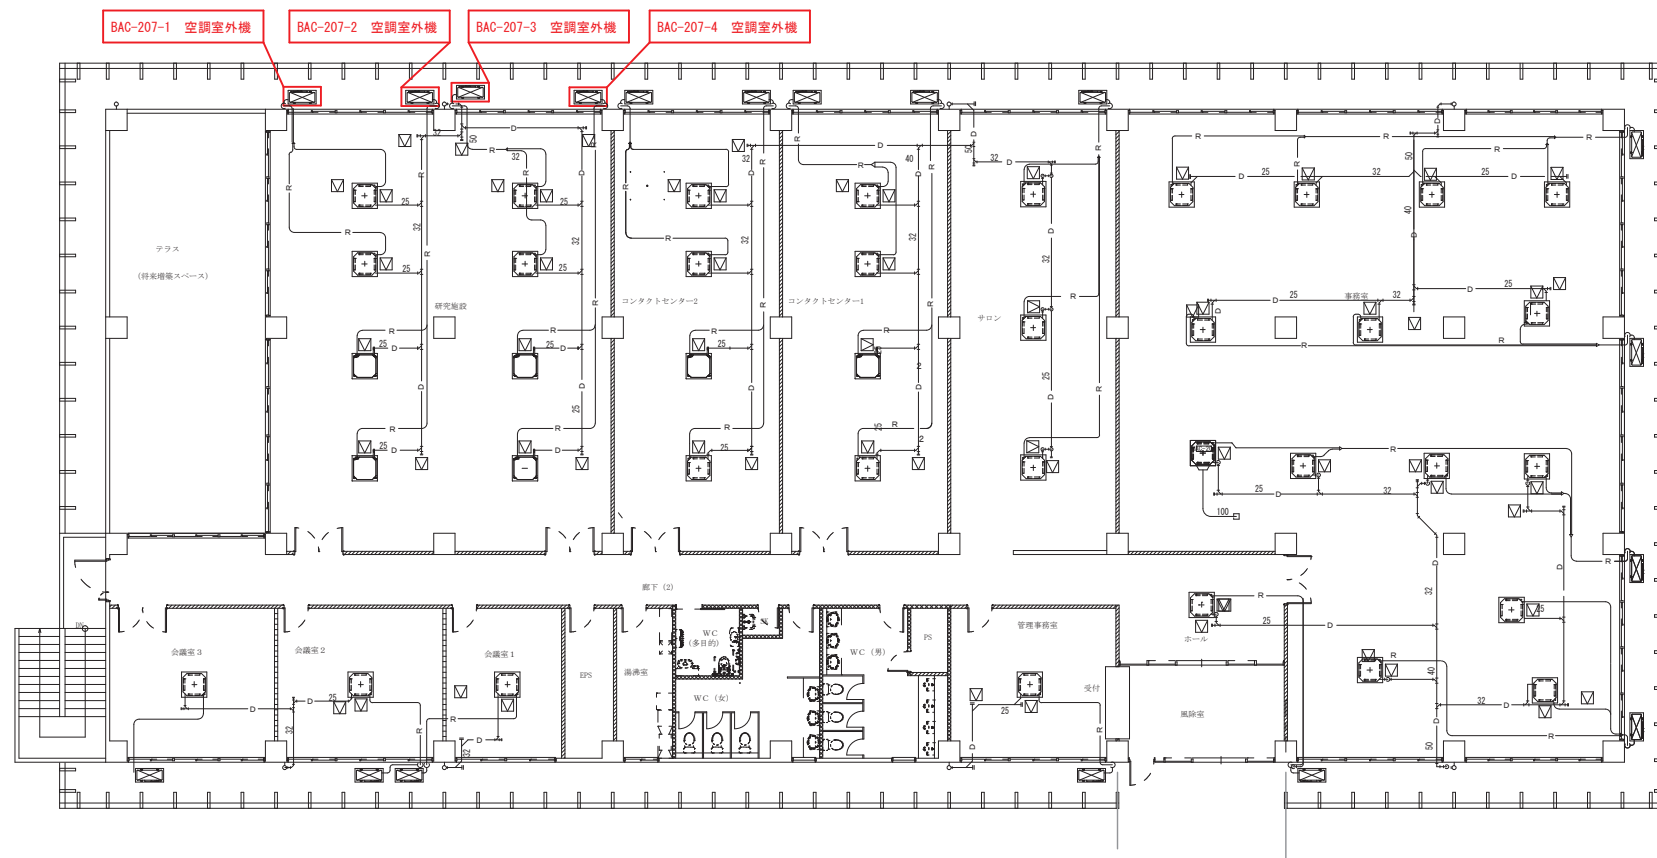 BAC-207-1　空調室外機
BAC-207-2　空調室外機
BAC-207-3　空調室外機
BAC-207-4　空調室外機
テラス
(将来増築スペース)
研究施設
コンタクトセンター2
コンタクトセンター1
サロン
事務室
廊下 (2)
会議室３
会議室２
会議室１
EPS
湯沸室
WC
(多目的)
WC (女)
WC (男)
PS
管理事務室
受付
ホール
風除室
DN
R
D
25
32
40
50
100